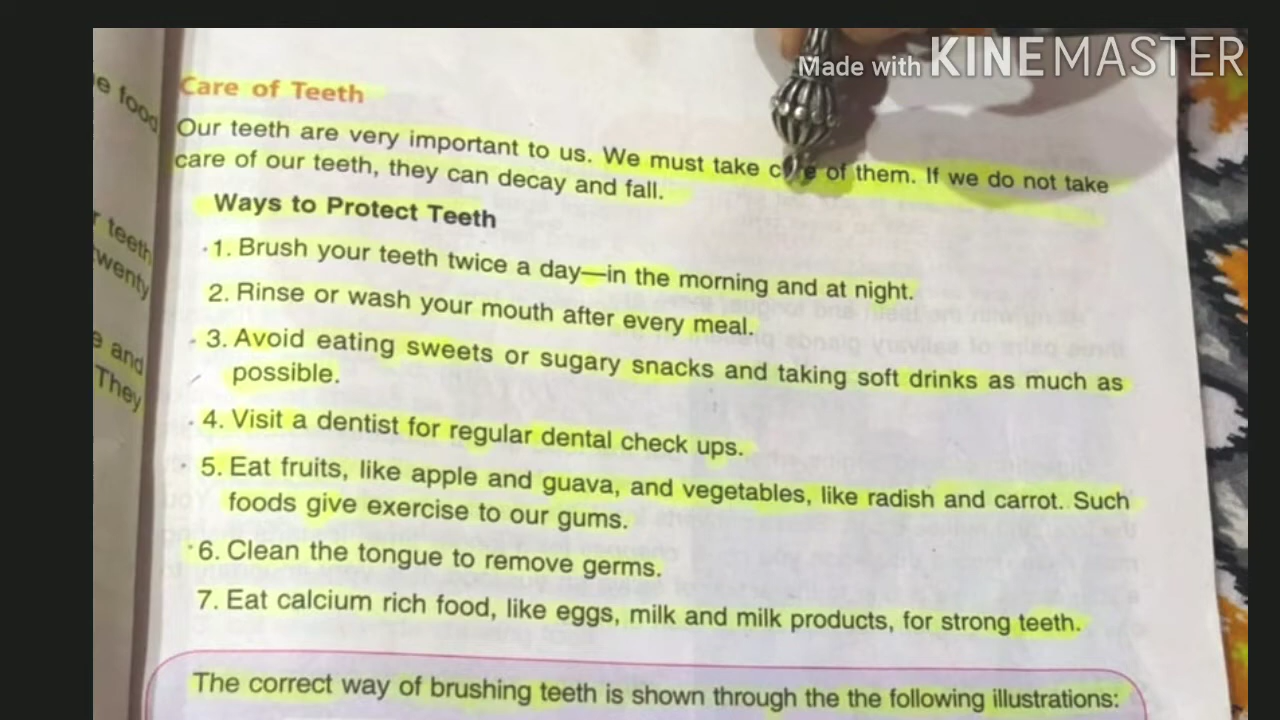 Made with KINEMASTER
e food
Care of Teeth
Our teeth are very important to us. We must take care of them. If we do not take
care of our teeth, they can decay and fall.
Ways to Protect Teeth
r teeth
twenty
1. Brush your teeth twice a day—in the morning and at night.
2. Rinse or wash your mouth after every meal.
3. Avoid eating sweets or sugary snacks and taking soft drinks as much as
possible.
e and
They
4. Visit a dentist for regular dental check ups.
5. Eat fruits, like apple and guava, and vegetables, like radish and carrot. Such
foods give exercise to our gums.
6. Clean the tongue to remove germs.
7. Eat calcium rich food, like eggs, milk and milk products, for strong teeth.
The correct way of brushing teeth is shown through the the following illustrations: